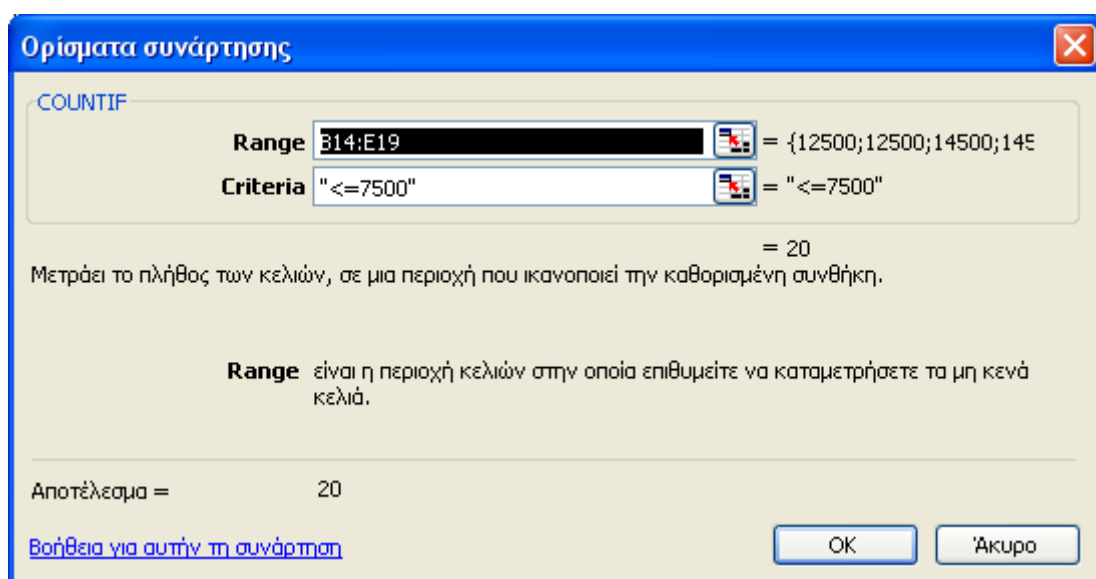 Ορίσματα συνάρτησης
COUNTIF
Range B14:E19 = {12500;12500;14500;145
Criteria "<=7500" = "<=7500"
= 20
Μετράει το πλήθος των κελιών, σε μια περιοχή που ικανοποιεί την καθορισμένη συνθήκη.
Range είναι η περιοχή κελιών στην οποία επιθυμείτε να καταμετρήσετε τα μη κενά
κελιά.
Αποτέλεσμα = 20
Βοήθεια για αυτήν τη συνάρτηση OK Άκυρο